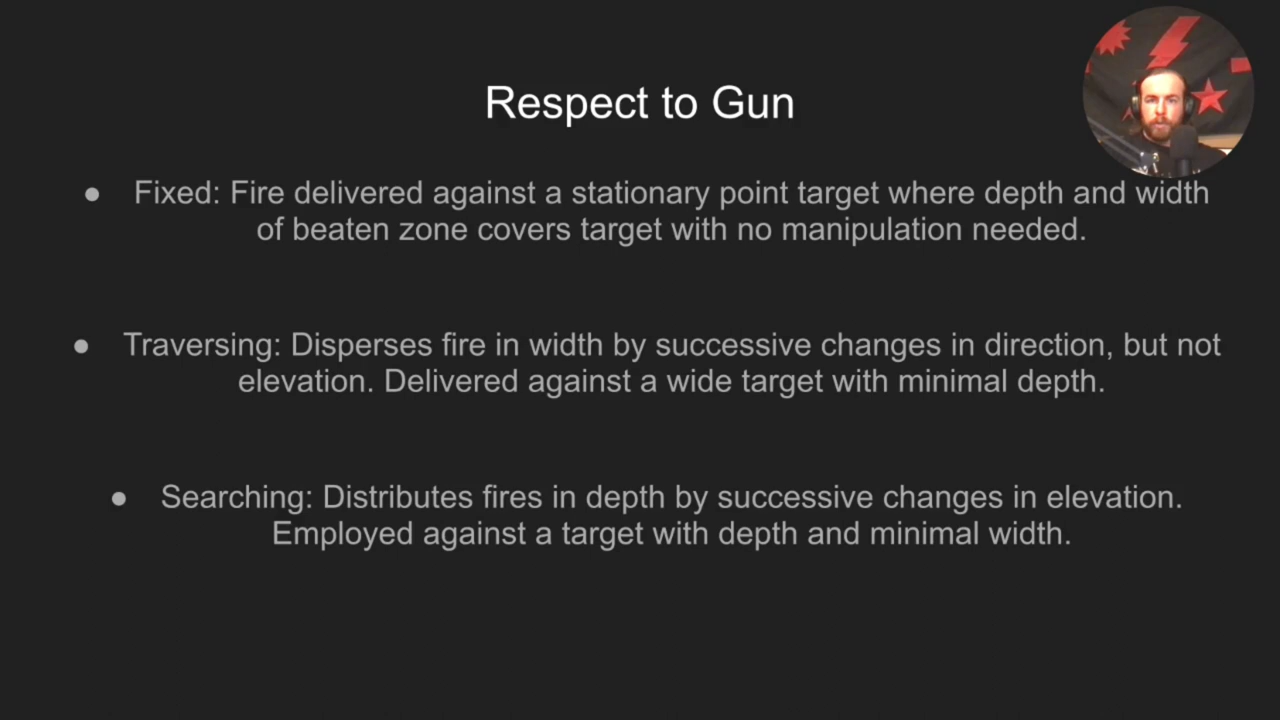 Respect to Gun
● Fixed: Fire delivered against a stationary point target where depth and width
of beaten zone covers target with no manipulation needed.
● Traversing: Disperses fire in width by successive changes in direction, but not
elevation. Delivered against a wide target with minimal depth.
● Searching: Distributes fires in depth by successive changes in elevation.
Employed against a target with depth and minimal width.